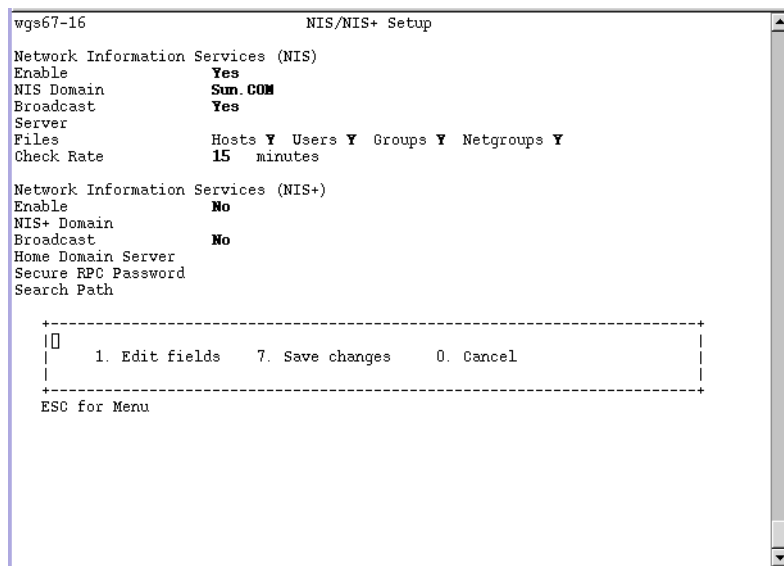 wgs67-16 NIS/NIS+ Setup
Network Information Services (NIS)
Enable Yes
NIS Domain Sun.COM
Broadcast Yes
Server
Files Hosts Y Users Y Groups Y Netgroups Y
Check Rate 15 minutes
Network Information Services (NIS+)
Enable No
NIS+ Domain
Broadcast No
Home Domain Server
Secure RPC Password
Search Path
1. Edit fields 7. Save changes 0. Cancel
ESC for Menu